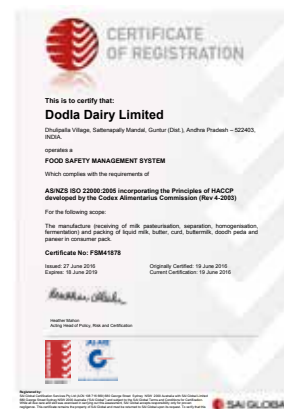 CERTIFICATE
OF REGISTRATION
This is to certify that:
Dodla Dairy Limited
Dhulipalla Village, Sattenapally Mandal, Guntur (Dist.), Andhra Pradesh – 522403,
INDIA.
operates a
FOOD SAFETY MANAGEMENT SYSTEM
Which complies with the requirements of
AS/NZS ISO 22000:2005 incorporating the Principles of HACCP
developed by the Codex Alimentarius Commission (Rev 4-2003)
For the following scope:
The manufacture (receiving of milk pasteurisation, separation, homogenisation,
fermentation) and packing of liquid milk, butter, curd, buttermilk, doodh peda and
paneer in consumer pack.
Certificate No: FSM41878
Issued: 27 June 2016 Originally Certified: 19 June 2016
Expires: 18 June 2019 Current Certification: 19 June 2016
Heather Mahon
Acting Head of Policy, Risk and Certification
Registered by:
SAI GLOBAL